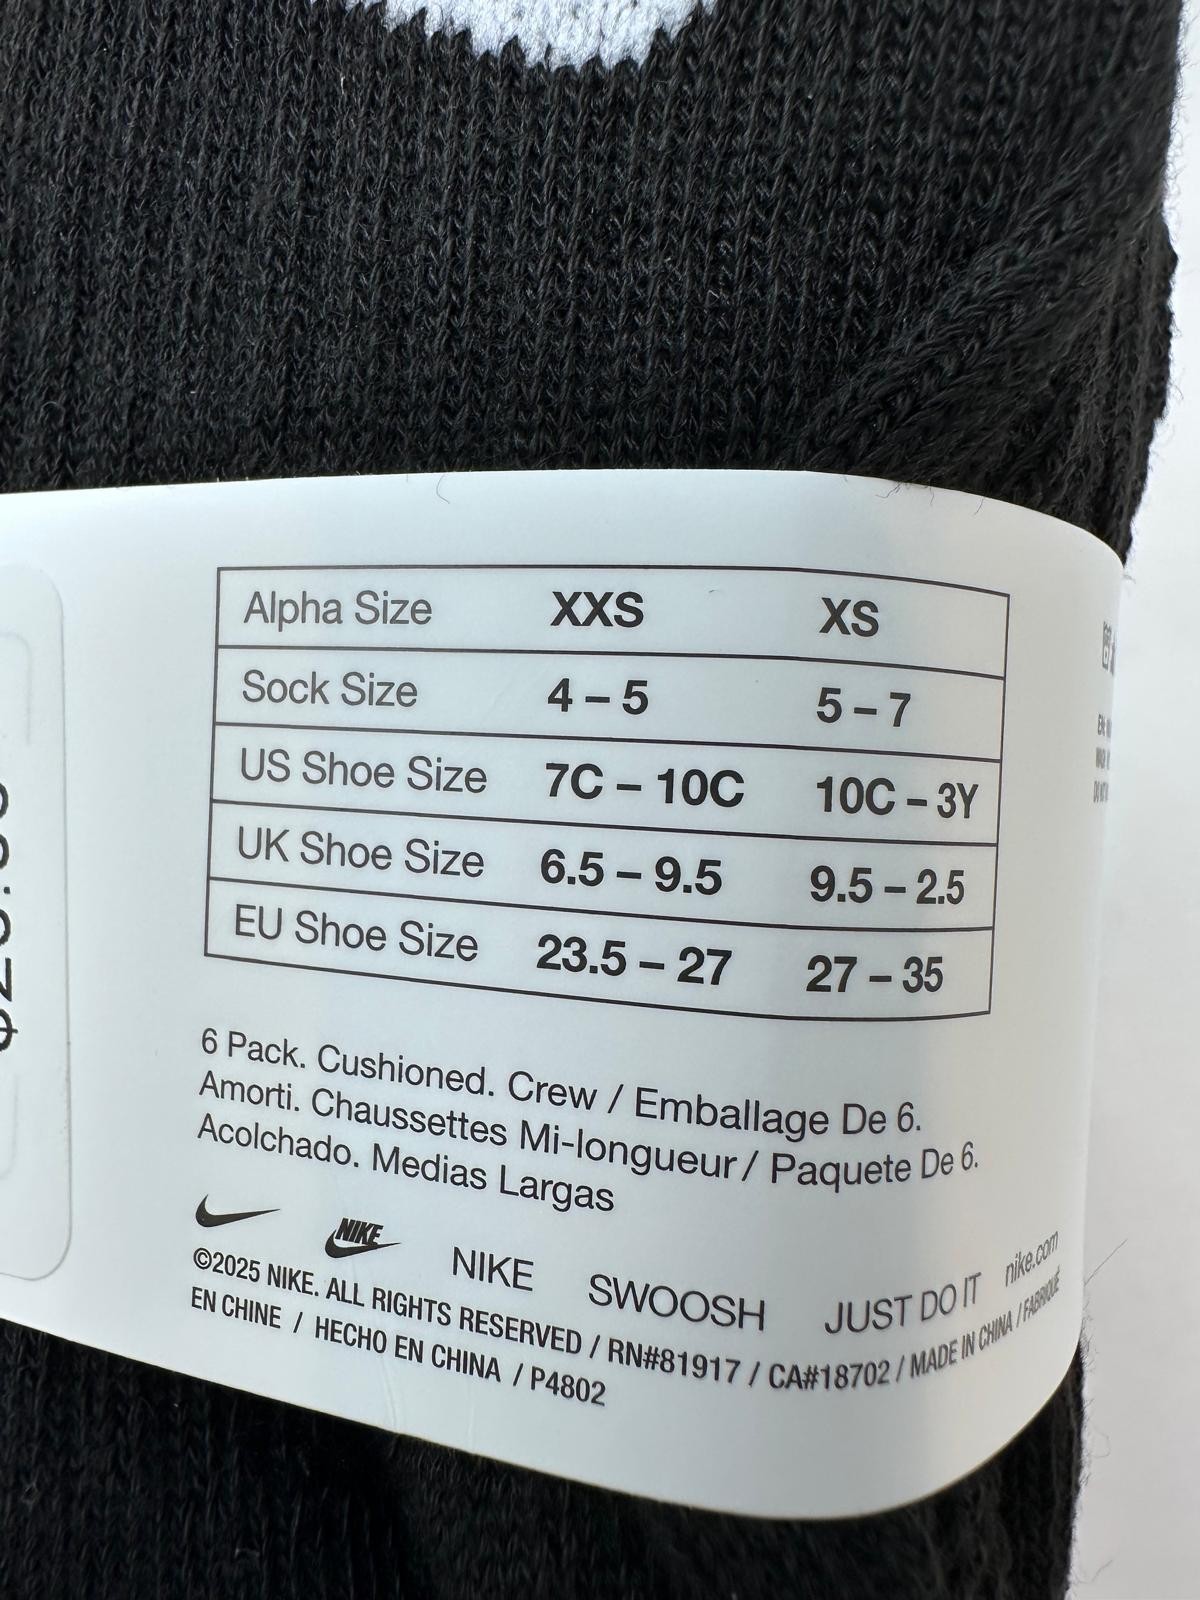 Alpha Size XXS XS
Sock Size 4 – 5 5 – 7
US Shoe Size 7C – 10C 10C – 3Y
UK Shoe Size 6.5 – 9.5 9.5 – 2.5
EU Shoe Size 23.5 – 27 27 – 35
6 Pack. Cushioned. Crew / Emballage De 6.
Amorti. Chaussettes Mi-longueur / Paquete De 6.
Acolchado. Medias Largas
NIKE NIKE SWOOSH JUST DO IT nike.com
©2025 NIKE. ALL RIGHTS RESERVED / RN#81917 / CA#18702 / MADE IN CHINA / FABRIQUÉ
EN CHINE / HECHO EN CHINA / P4802